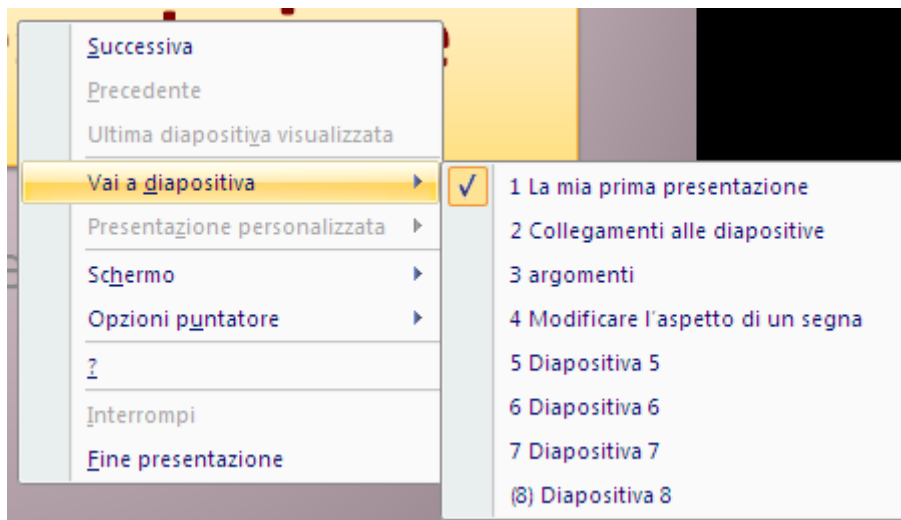 Successiva
Precedente
Ultima diapositiva visualizzata
Vai a diapositiva
Presentazione personalizzata
Schermo
Opzioni puntatore
?
Interrompi
Fine presentazione
1 La mia prima presentazione
2 Collegamenti alle diapositive
3 argomenti
4 Modificare l'aspetto di un segna
5 Diapositiva 5
6 Diapositiva 6
7 Diapositiva 7
(8) Diapositiva 8